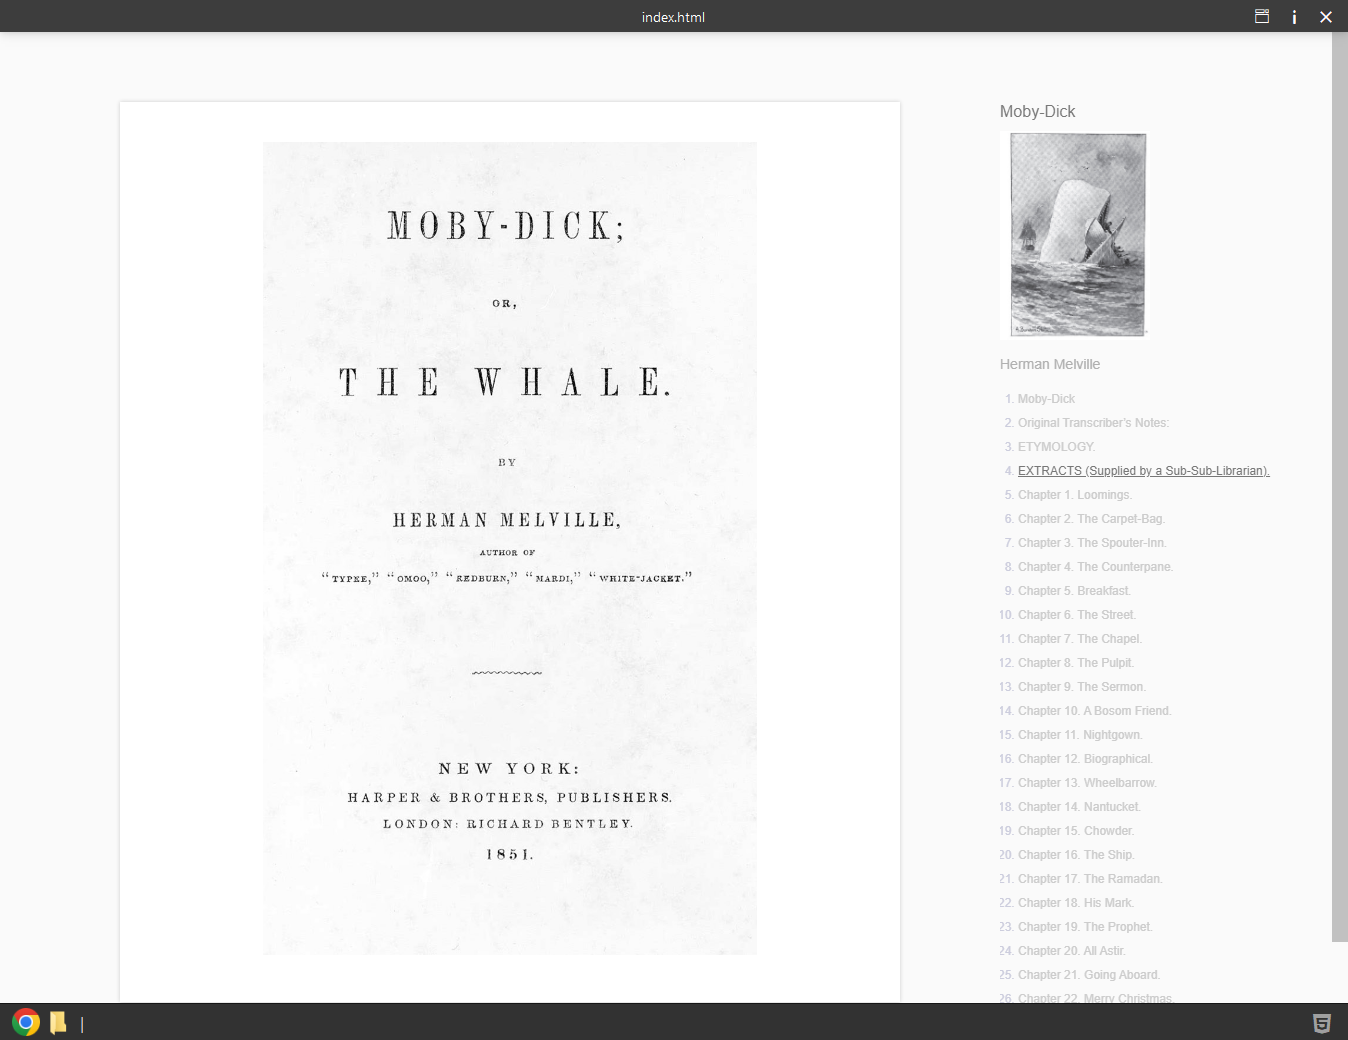 index.html
MOBY-DICK;
OR,
THE WHALE.
BY
HERMAN MELVILLE,
AUTHOR OF
“TYPEE,” “OMOO,” “REDBURN,” “MARDI,” “WHITE-JACKET.”
NEW YORK:
HARPER & BROTHERS, PUBLISHERS.
LONDON: RICHARD BENTLEY.
1851.
Moby-Dick
Herman Melville
1. Moby-Dick
2. Original Transcriber’s Notes:
3. ETYMOLOGY.
4. EXTRACTS (Supplied by a Sub-Sub-Librarian).
5. Chapter 1. Loomings.
6. Chapter 2. The Carpet-Bag.
7. Chapter 3. The Spouter-Inn.
8. Chapter 4. The Counterpane.
9. Chapter 5. Breakfast.
10. Chapter 6. The Street.
11. Chapter 7. The Chapel.
12. Chapter 8. The Pulpit.
13. Chapter 9. The Sermon.
14. Chapter 10. A Bosom Friend.
15. Chapter 11. Nightgown.
16. Chapter 12. Biographical.
17. Chapter 13. Wheelbarrow.
18. Chapter 14. Nantucket.
19. Chapter 15. Chowder.
20. Chapter 16. The Ship.
21. Chapter 17. The Ramadan.
22. Chapter 18. His Mark.
23. Chapter 19. The Prophet.
24. Chapter 20. All Astir.
25. Chapter 21. Going Aboard.
26. Chapter 22. Merry Christmas.